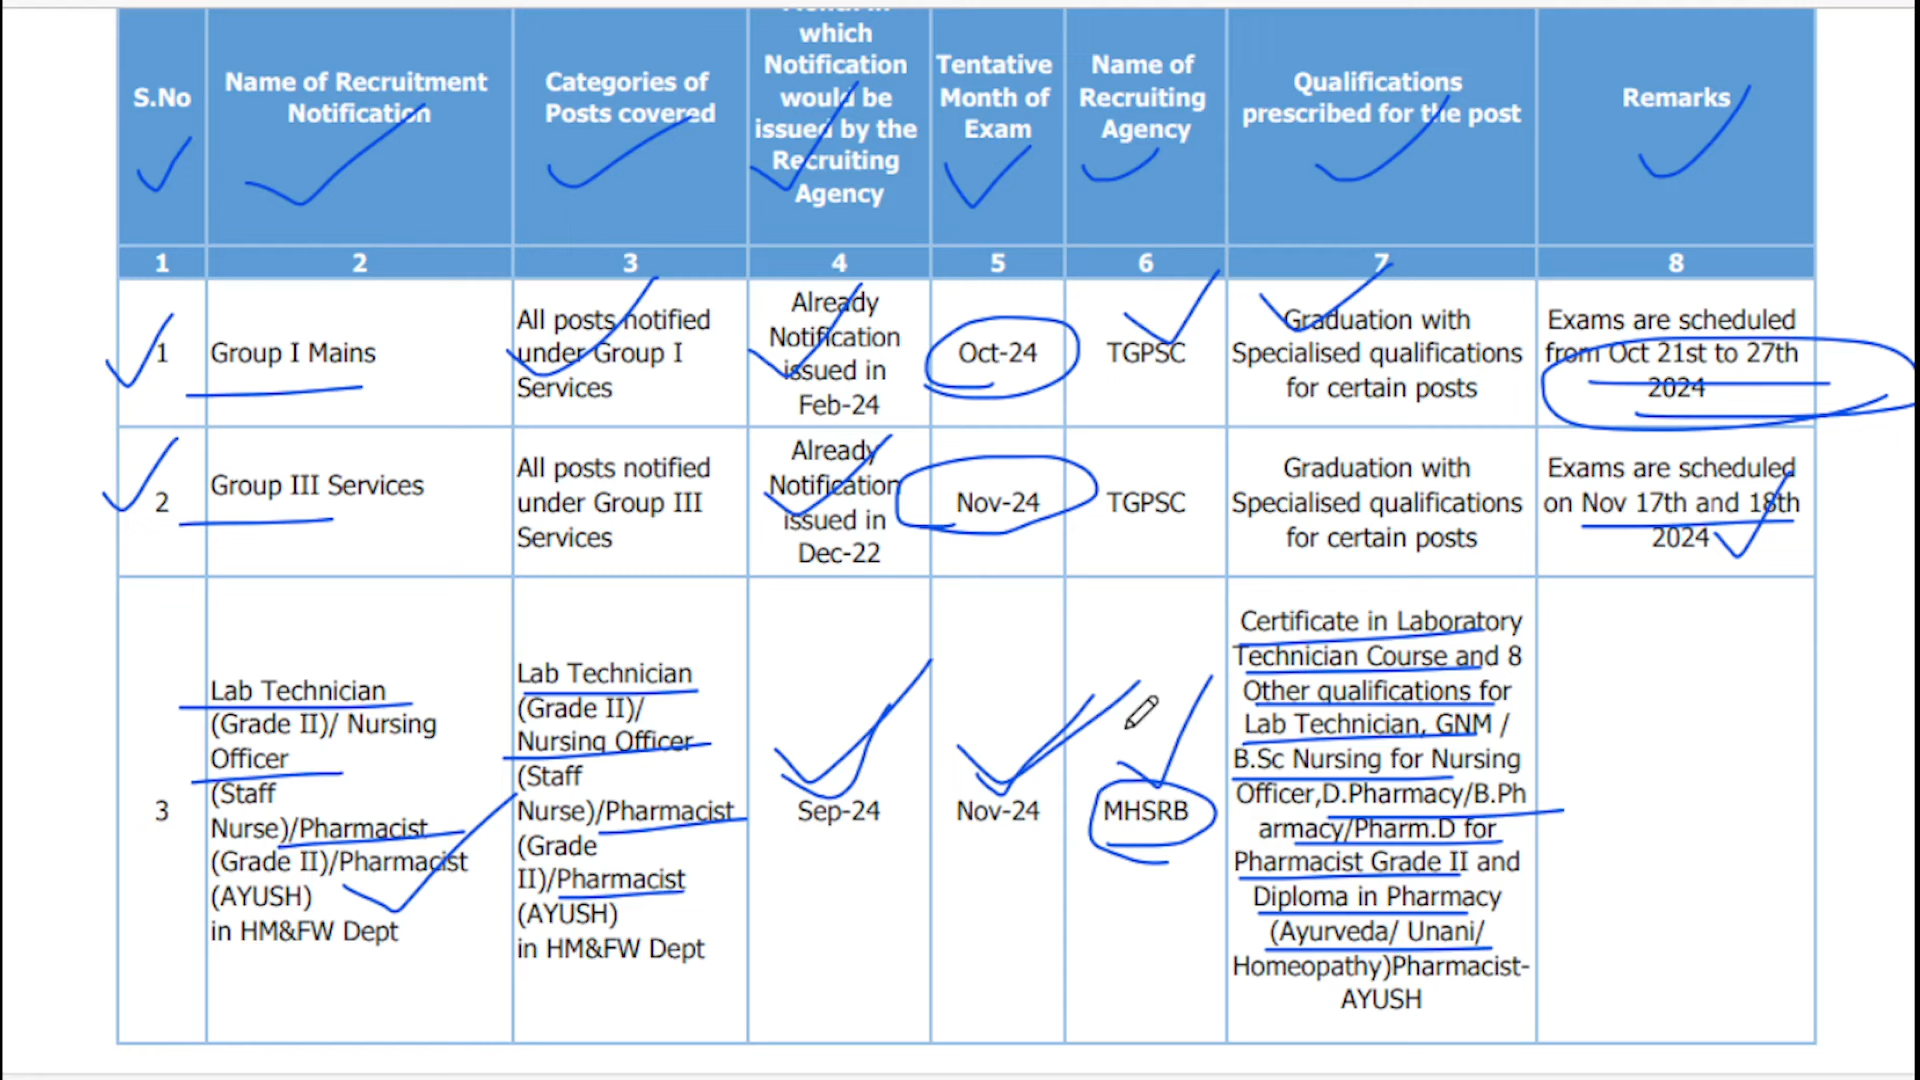 S.No
Name of Recruitment
Notification
Categories of
Posts covered
which
Notification
would be
issued by the
Recruiting
Agency
Tentative
Month of
Exam
Name of
Recruiting
Agency
Qualifications
prescribed for the post
Remarks
1
2
3
4
5
6
7
8
1
Group I Mains
All posts notified
under Group I
Services
Already
Notification
issued in
Feb-24
Oct-24
TGPSC
Graduation with
Specialised qualifications
for certain posts
Exams are scheduled
from Oct 21st to 27th
2024
2
Group III Services
All posts notified
under Group III
Services
Already
Notification
issued in
Dec-22
Nov-24
TGPSC
Graduation with
Specialised qualifications
for certain posts
Exams are scheduled
on Nov 17th and 18th
2024
3
Lab Technician
(Grade II)/ Nursing
Officer
(Staff
Nurse)/Pharmacist
(Grade II)/Pharmacist
(AYUSH)
in HM&FW Dept
Lab Technician
(Grade II)/
Nursing Officer
(Staff
Nurse)/Pharmacist
(Grade
II)/Pharmacist
(AYUSH)
in HM&FW Dept
Sep-24
Nov-24
MHSRB
Certificate in Laboratory
Technician Course and 8
Other qualifications for
Lab Technician, GNM /
B.Sc Nursing for Nursing
Officer,D.Pharmacy/B.Ph
armacy/Pharm.D for
Pharmacist Grade II and
Diploma in Pharmacy
(Ayurveda/ Unani/
Homeopathy)Pharmacist-
AYUSH